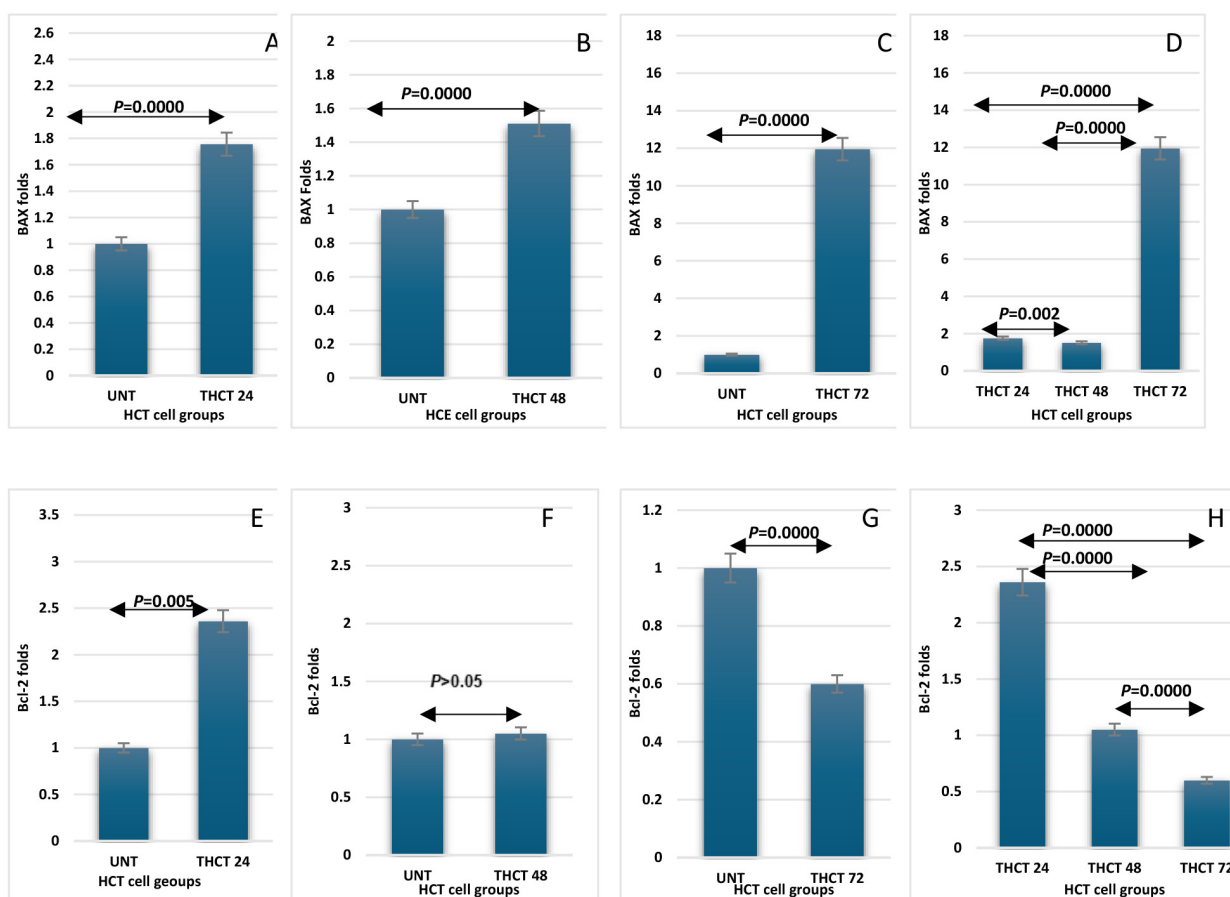 A
2.6
2.4
2.2
2
1.8
1.6
1.4
1.2
1
0.8
0.6
0.4
0.2
0
BAX folds
P=0.0000
UNT THCT 24
HCT cell groups
B
2
1.8
1.6
1.4
1.2
1
0.8
0.6
0.4
0.2
0
BAX Folds
P=0.0000
UNT THCT 48
HCE cell groups
C
18
16
14
12
10
8
6
4
2
0
BAX folds
P=0.0000
UNT THCT 72
HCT cell groups
D
18
16
14
12
10
8
6
4
2
0
BAX folds
P=0.0000
P=0.0000
P=0.002
THCT 24 THCT 48 THCT 72
HCT cell groups
E
3.5
3
2.5
2
1.5
1
0.5
0
Bcl-2 folds
P=0.005
UNT THCT 24
HCT cell geoups
F
3
2.5
2
1.5
1
0.5
0
Bcl-2 folds
P>0.05
UNT THCT 48
HCT cell groups
G
1.2
1
0.8
0.6
0.4
0.2
0
Bcl-2 folds
P=0.0000
UNT THCT 72
HCT cell groups
H
3
2.5
2
1.5
1
0.5
0
Bcl-2 folds
P=0.0000
P=0.0000
P=0.0000
THCT 24 THCT 48 THCT 72
HCT cell groups